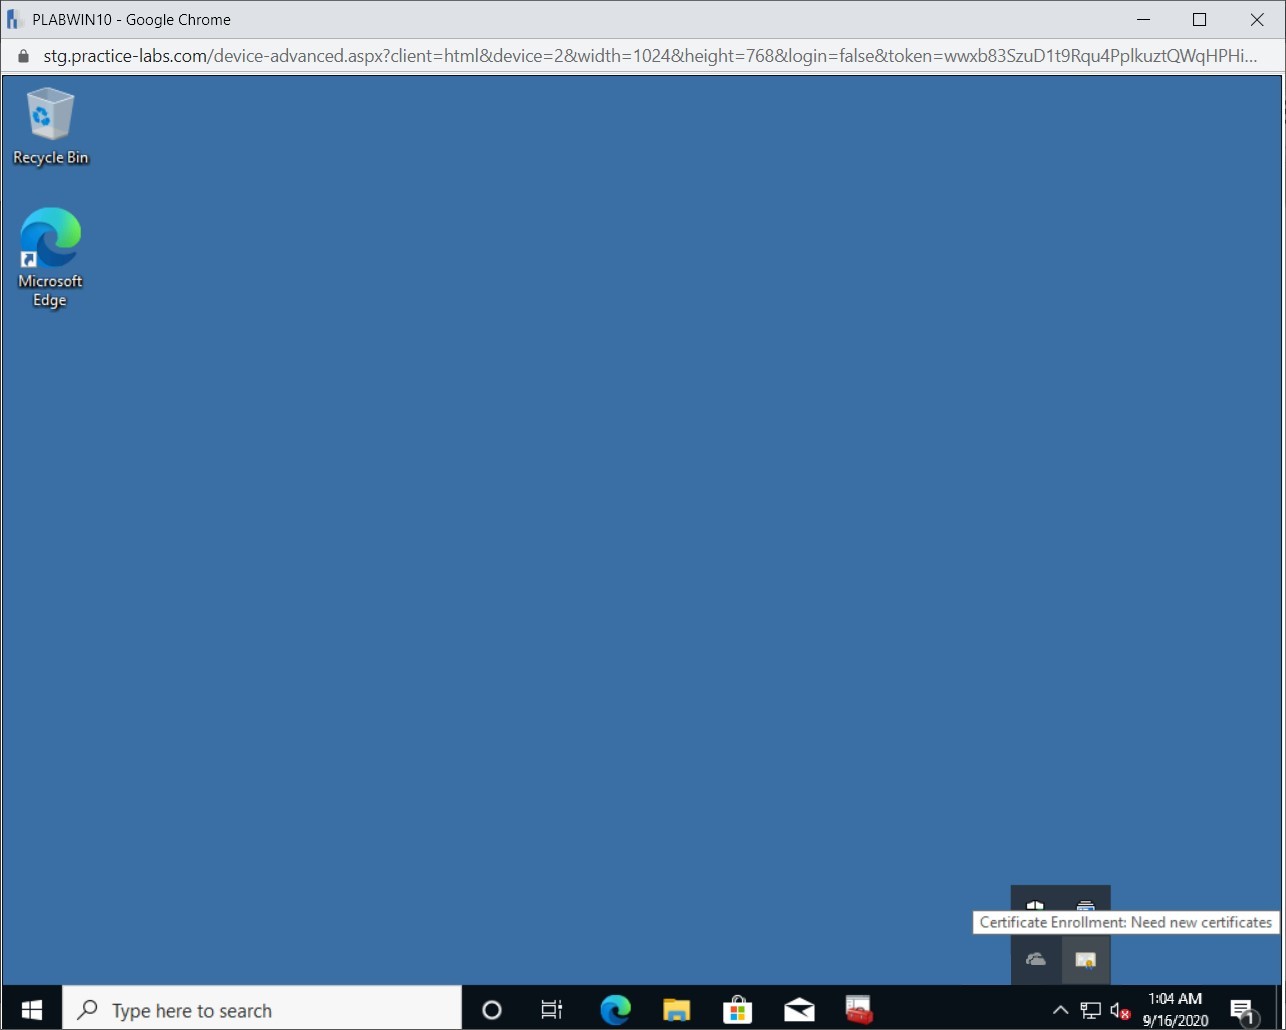 PLABWIN10 - Google Chrome
stg.practice-labs.com/device-advanced.aspx?client=html&device=2&width=1024&height=768&login=false&token=wwxb83SzuD1t9Rqu4PplkuztQWqHPHi...
Recycle Bin
Microsoft
Edge
Certificate Enrollment: Need new certificates
Type here to search
1:04 AM
9/16/2020
1